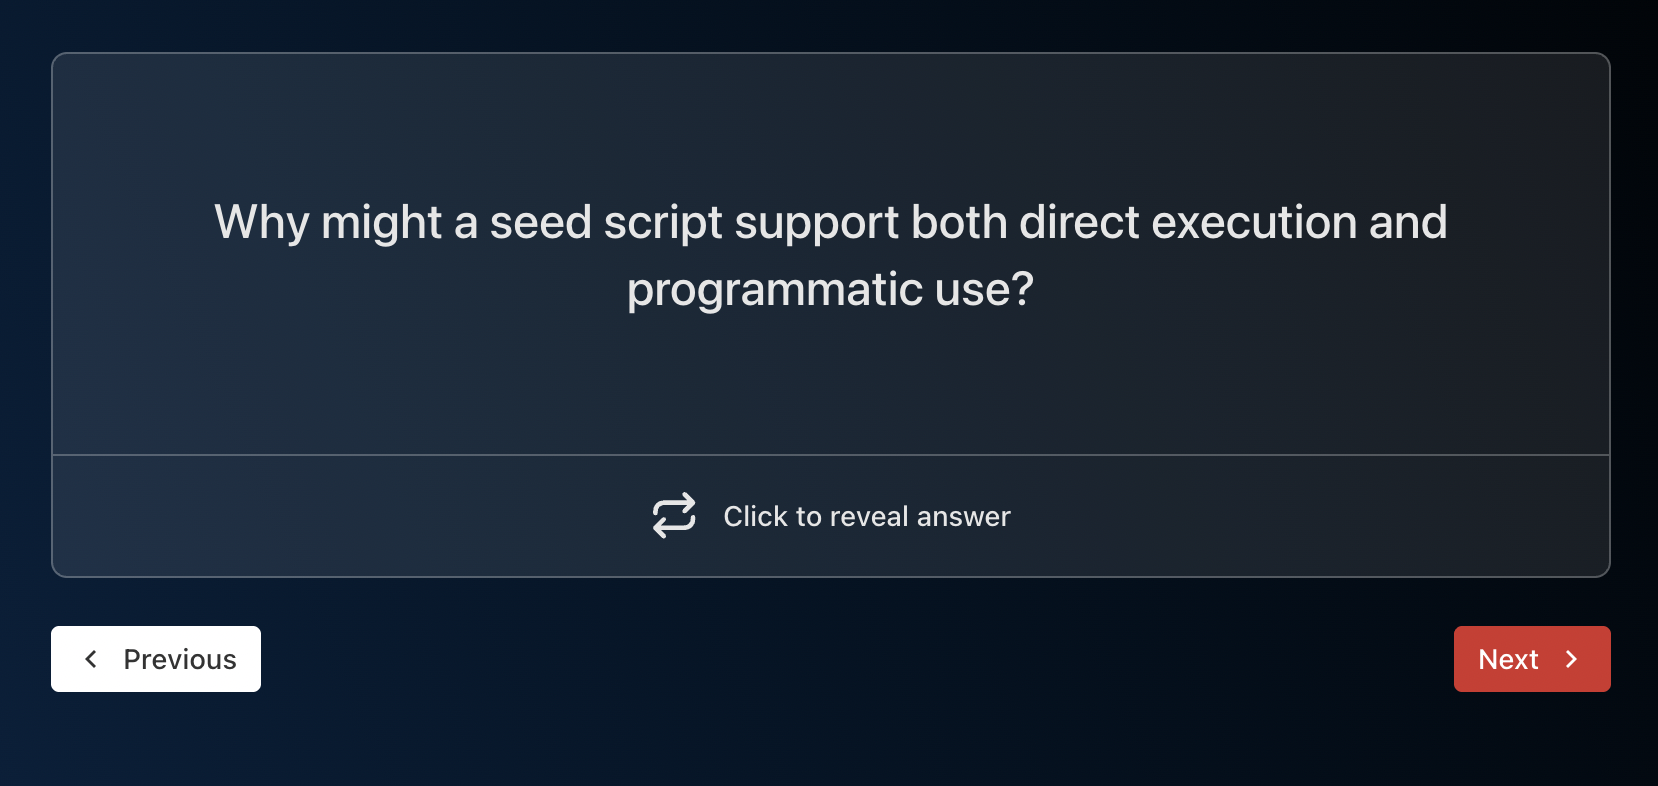 Why might a seed script support both direct execution and
programmatic use?
Click to reveal answer
Previous
Next